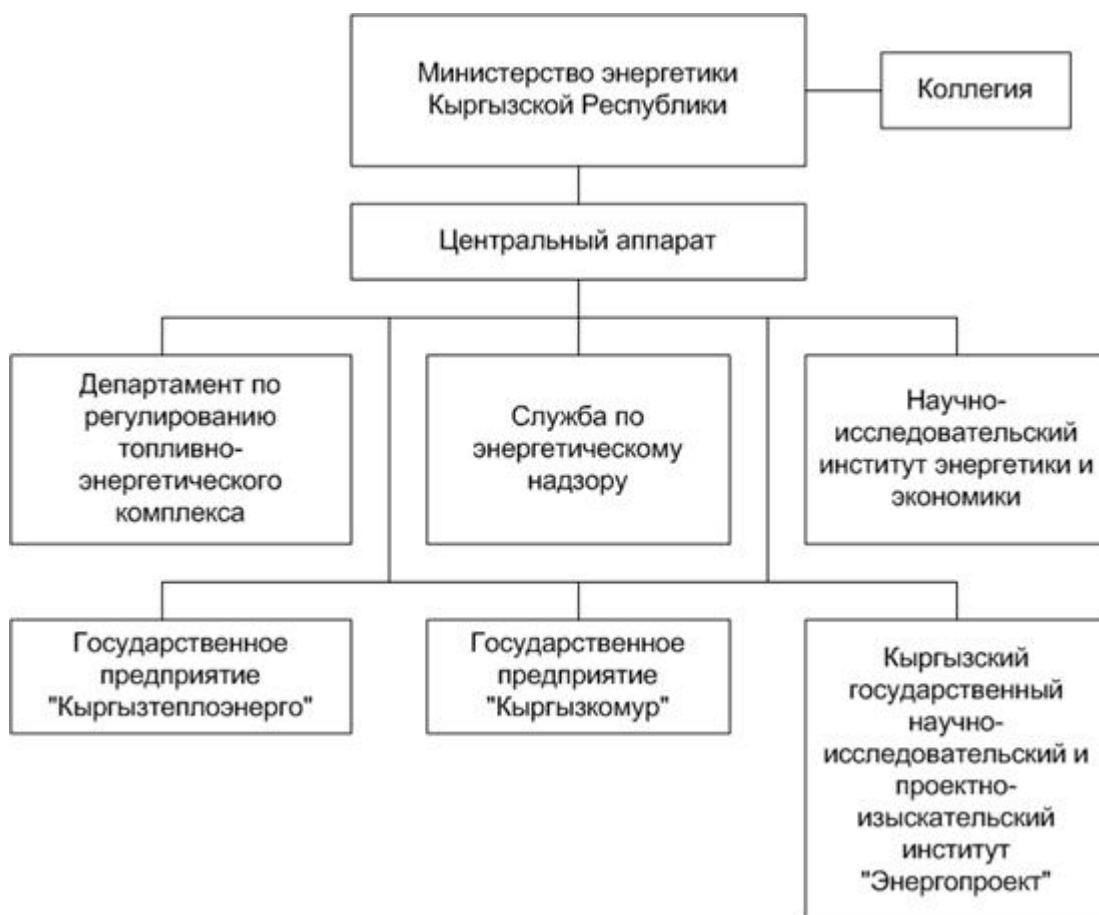 Министерство энергетики
Кыргызской Республики
Коллегия
Центральный аппарат
Департамент по
регулированию
топливно-
энергетического
комплекса
Служба по
энергетическому
надзору
Научно-
исследовательский
институт энергетики и
экономики
Государственное
предприятие
"Кыргызтеплоэнерго"
Государственное
предприятие
"Кыргызкомур"
Кыргызский
государственный
научно-
исследовательский и
проектно-
изыскательский
институт
"Энергопроект"